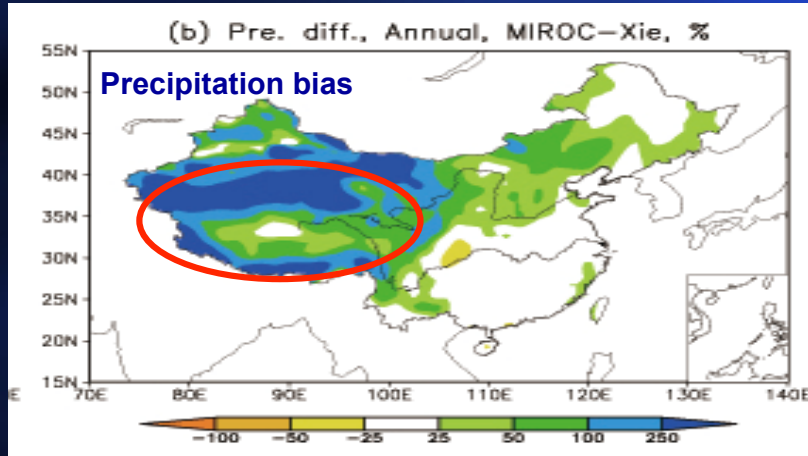 (b) Pre. diff., Annual, MIROC-Xie, %
Precipitation bias
55N
50N
45N
40N
35N
30N
25N
20N
15N
E 70E 80E 90E 100E 110E 120E 130E 140E
-100 -50 -25 25 50 100 250